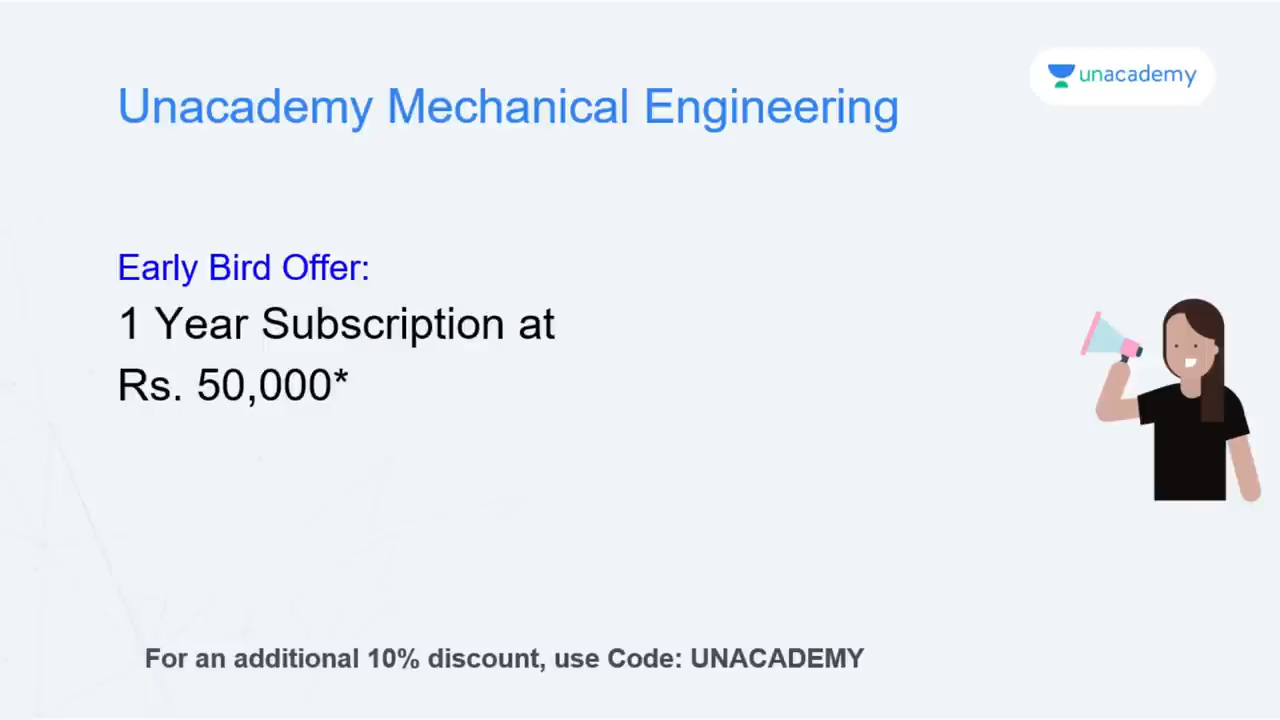 unacademy
Unacademy Mechanical Engineering
Early Bird Offer:
1 Year Subscription at
Rs. 50,000*
For an additional 10% discount, use Code: UNACADEMY